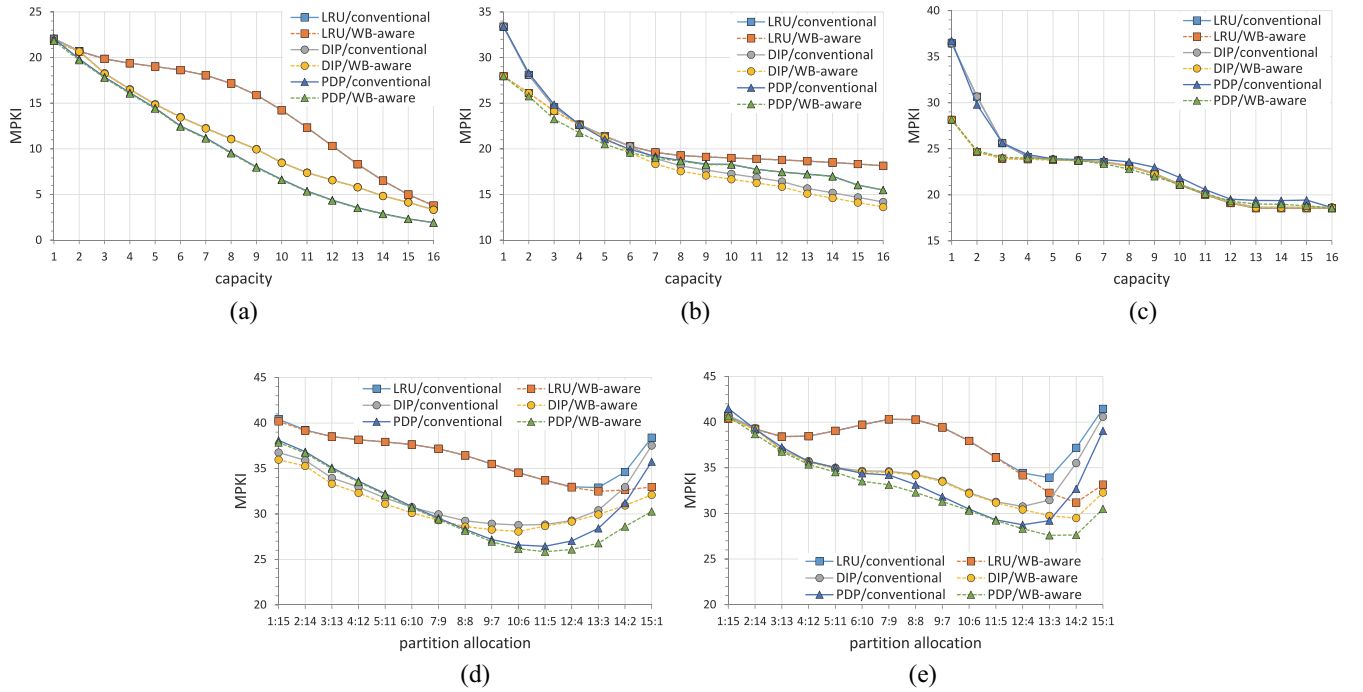 25
20
15
10
5
0
MPKI
LRU/conventional
LRU/WB-aware
DIP/conventional
DIP/WB-aware
PDP/conventional
PDP/WB-aware
1 2 3 4 5 6 7 8 9 10 11 12 13 14 15 16
capacity
(a)
35
30
25
20
15
10
MPKI
LRU/conventional
LRU/WB-aware
DIP/conventional
DIP/WB-aware
PDP/conventional
PDP/WB-aware
1 2 3 4 5 6 7 8 9 10 11 12 13 14 15 16
capacity
(b)
40
35
30
25
20
15
MPKI
LRU/conventional
LRU/WB-aware
DIP/conventional
DIP/WB-aware
PDP/conventional
PDP/WB-aware
1 2 3 4 5 6 7 8 9 10 11 12 13 14 15 16
capacity
(c)
45
40
35
30
25
20
MPKI
LRU/conventional LRU/WB-aware
DIP/conventional DIP/WB-aware
PDP/conventional PDP/WB-aware
1:15 2:14 3:13 4:12 5:11 6:10 7:9 8:8 9:7 10:6 11:5 12:4 13:3 14:2 15:1
partition allocation
(d)
45
40
35
30
25
20
MPKI
LRU/conventional LRU/WB-aware
DIP/conventional DIP/WB-aware
PDP/conventional PDP/WB-aware
1:15 2:14 3:13 4:12 5:11 6:10 7:9 8:8 9:7 10:6 11:5 12:4 13:3 14:2 15:1
partition allocation
(e)